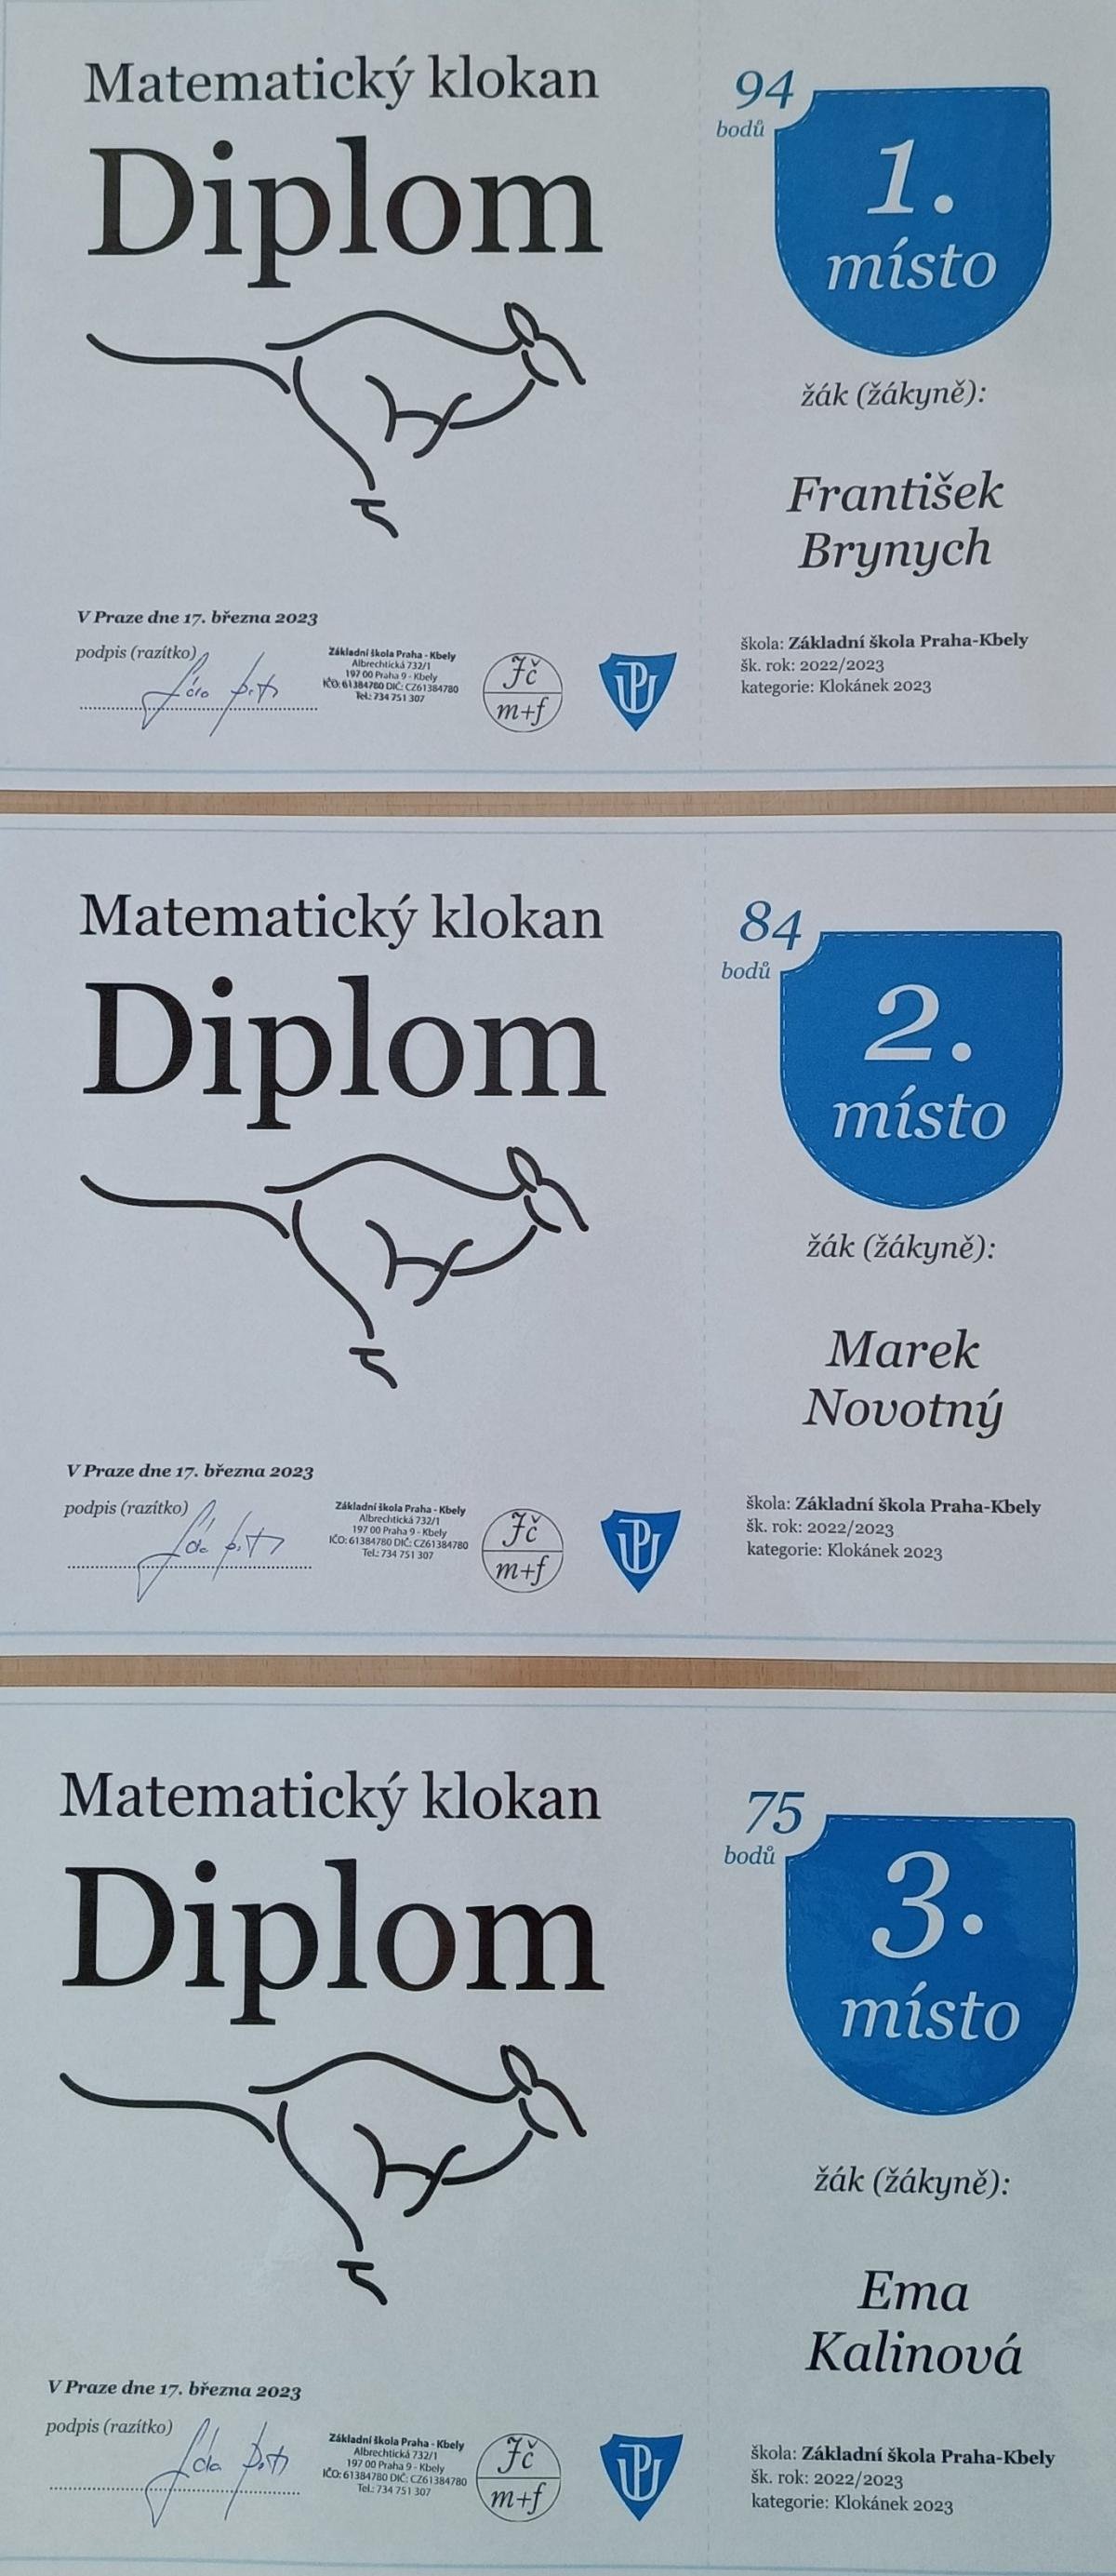 Matematický klokan
Diplom
94
bodů
1.
místo
žák (žákyně):
František
Brynych
V Praze dne 17. března 2023
podpis (razítko)
Základní škola Praha - Kbely
Albrechtická 732/1
197 00 Praha 9 - Kbely
IČO: 61384780 DIČ: CZ61384780
Tel.: 734 751 307
Jč
m+f
UP
škola: Základní škola Praha-Kbely
šk. rok: 2022/2023
kategorie: Klokánek 2023
Matematický klokan
Diplom
84
bodů
2.
místo
žák (žákyně):
Marek
Novotný
V Praze dne 17. března 2023
podpis (razítko)
Základní škola Praha - Kbely
Albrechtická 732/1
197 00 Praha 9 - Kbely
IČO: 61384780 DIČ: CZ61384780
Tel.: 734 751 307
Jč
m+f
UP
škola: Základní škola Praha-Kbely
šk. rok: 2022/2023
kategorie: Klokánek 2023
Matematický klokan
Diplom
75
bodů
3.
místo
žák (žákyně):
Ema
Kalinová
V Praze dne 17. března 2023
podpis (razítko)
Základní škola Praha - Kbely
Albrechtická 732/1
197 00 Praha 9 - Kbely
IČO: 61384780 DIČ: CZ61384780
Tel.: 734 751 307
Jč
m+f
UP
škola: Základní škola Praha-Kbely
šk. rok: 2022/2023
kategorie: Klokánek 2023